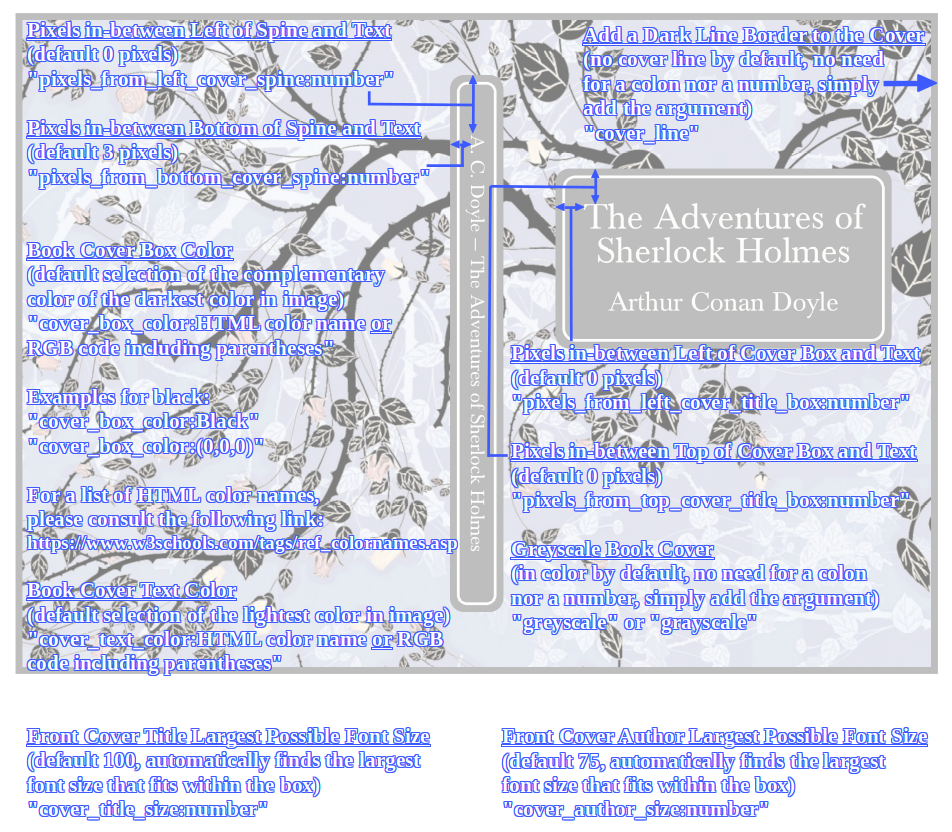 Pixels in-between Left of Spine and Text
(default 0 pixels)
"pixels_from_left_cover_spine:number"
Pixels in-between Bottom of Spine and Text
(default 3 pixels)
"pixels_from_bottom_cover_spine:number"
Book Cover Box Color
(default selection of the complementary
color of the darkest color in image)
"cover_box_color:HTML color name or
RGB code including parentheses"
Examples for black:
"cover_box_color:Black"
"cover_box_color:(0,0,0)"
For a list of HTML color names,
please consult the following link:
https://www.w3schools.com/tags/ref_colornames.asp
Book Cover Text Color
(default selection of the lightest color in image)
"cover_text_color:HTML color name or RGB
code including parentheses"
A. C. Doyle – The Adventures of Sherlock Holmes
Add a Dark Line Border to the Cover
(no cover line by default, no need
for a colon nor a number, simply
add the argument)
"cover_line"
The Adventures of
Sherlock Holmes
Arthur Conan Doyle
Pixels in-between Left of Cover Box and Text
(default 0 pixels)
"pixels_from_left_cover_title_box:number"
Pixels in-between Top of Cover Box and Text
(default 0 pixels)
"pixels_from_top_cover_title_box:number"
Greyscale Book Cover
(in color by default, no need for a colon
nor a number, simply add the argument)
"greyscale" or "grayscale"
Front Cover Title Largest Possible Font Size
(default 100, automatically finds the largest
font size that fits within the box)
"cover_title_size:number"
Front Cover Author Largest Possible Font Size
(default 75, automatically finds the largest
font size that fits within the box)
"cover_author_size:number"